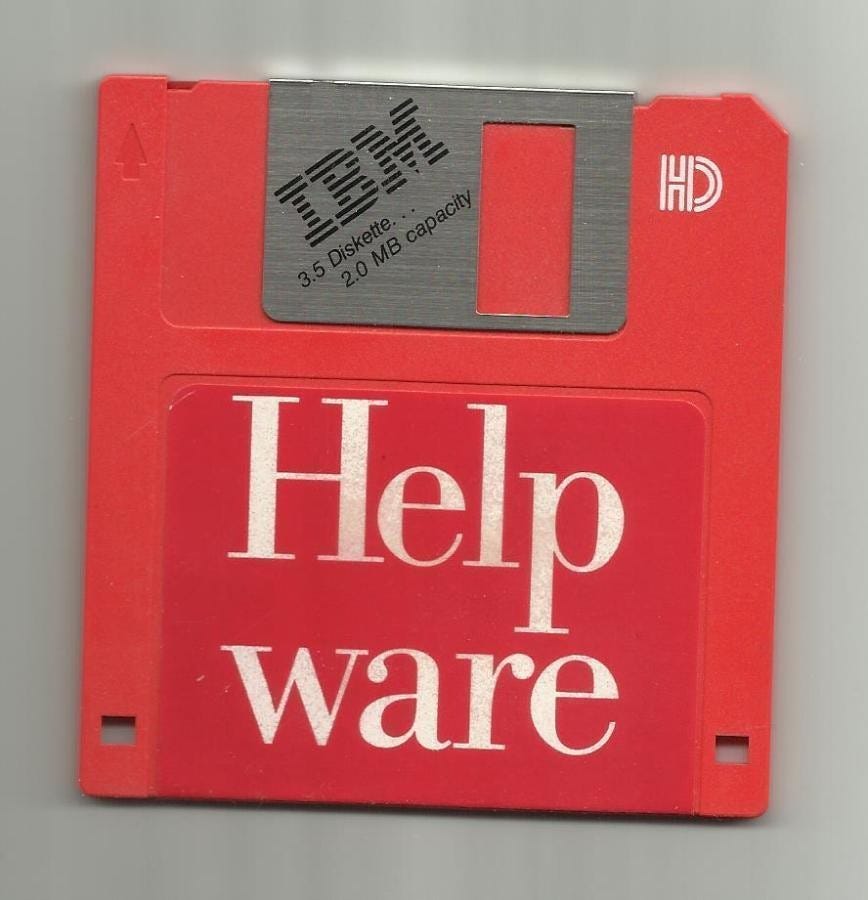 IBM
3.5 Diskette. . .
2.0 MB capacity
HD
Help
ware